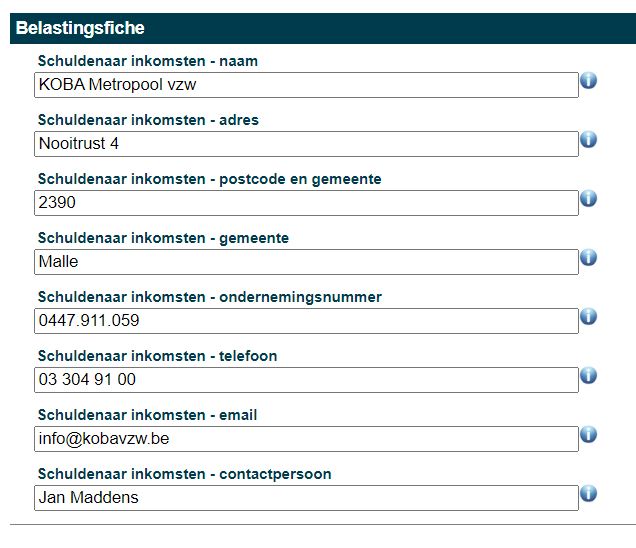 Belastingsfiche
Schuldenaar inkomsten - naam
KOBA Metropool vzw
Schuldenaar inkomsten - adres
Nooitrust 4
Schuldenaar inkomsten - postcode en gemeente
2390
Schuldenaar inkomsten - gemeente
Malle
Schuldenaar inkomsten - ondernemingsnummer
0447.911.059
Schuldenaar inkomsten - telefoon
03 304 91 00
Schuldenaar inkomsten - email
info@kobavzw.be
Schuldenaar inkomsten - contactpersoon
Jan Maddens